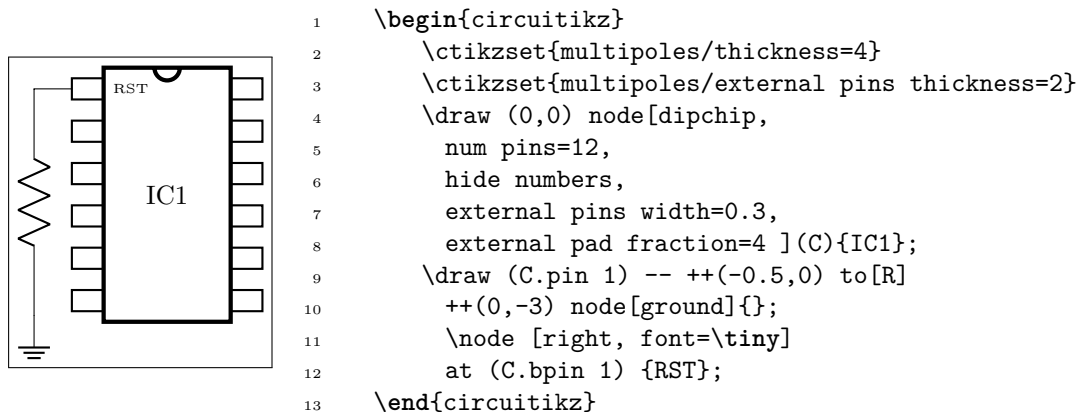 RST
IC1
1 \begin{circuitikz}
2 \ctikzset{multipoles/thickness=4}
3 \ctikzset{multipoles/external pins thickness=2}
4 \draw (0,0) node[dipchip,
5 num pins=12,
6 hide numbers,
7 external pins width=0.3,
8 external pad fraction=4 ](C){IC1};
9 \draw (C.pin 1) -- ++(-0.5,0) to[R]
10 ++(0,-3) node[ground]{};
11 \node [right, font=\tiny]
12 at (C.bpin 1) {RST};
13 \end{circuitikz}